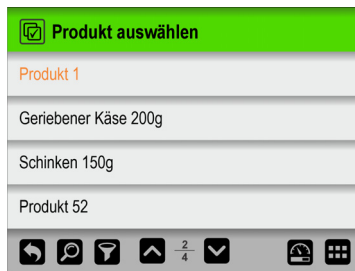 Produkt auswählen
Produkt 1
Geriebener Käse 200g
Schinken 150g
Produkt 52
2
4